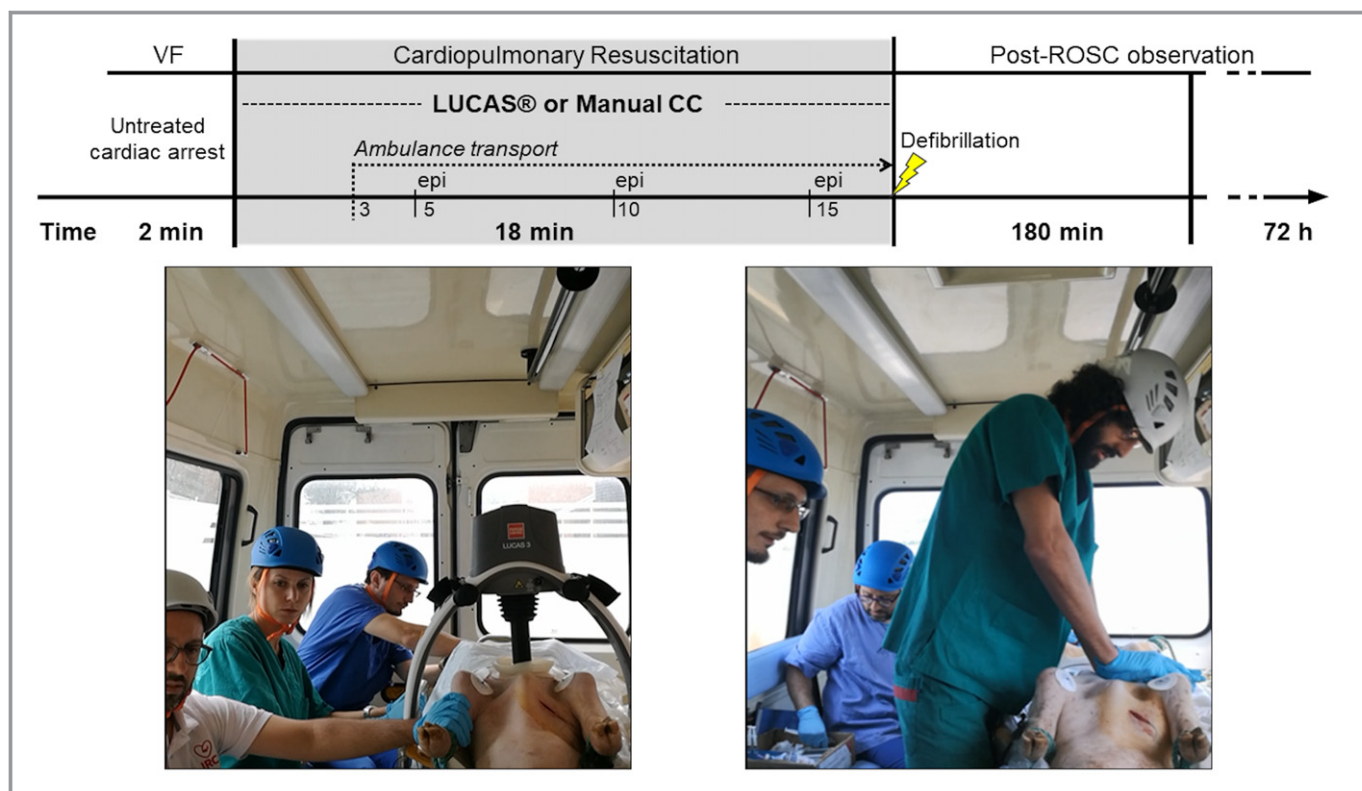 VF Cardiopulmonary Resuscitation Post-ROSC observation
LUCAS® or Manual CC
Untreated
cardiac arrest
Ambulance transport
Defibrillation
epi epi epi
3 5 10 15
Time 2 min 18 min 180 min 72 h
LUCAS 3
IRC